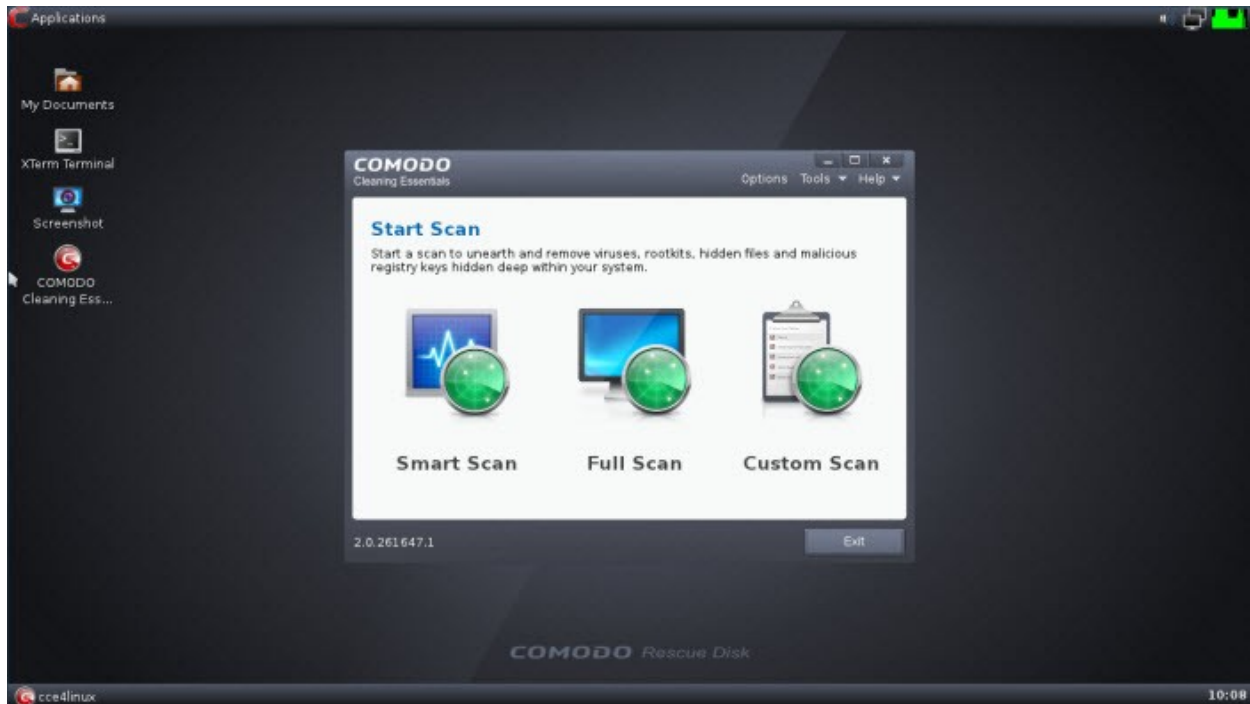 Applications
My Documents
XTerm Terminal
Screenshot
COMODO
Cleaning Ess...
COMODO
Cleaning Essentials
Options Tools Help
Start Scan
Start a scan to unearth and remove viruses, rootkits, hidden files and malicious
registry keys hidden deep within your system.
Smart Scan Full Scan Custom Scan
2.0.261647.1
Exit
COMODO Rescue Disk
cce4linux
10:08